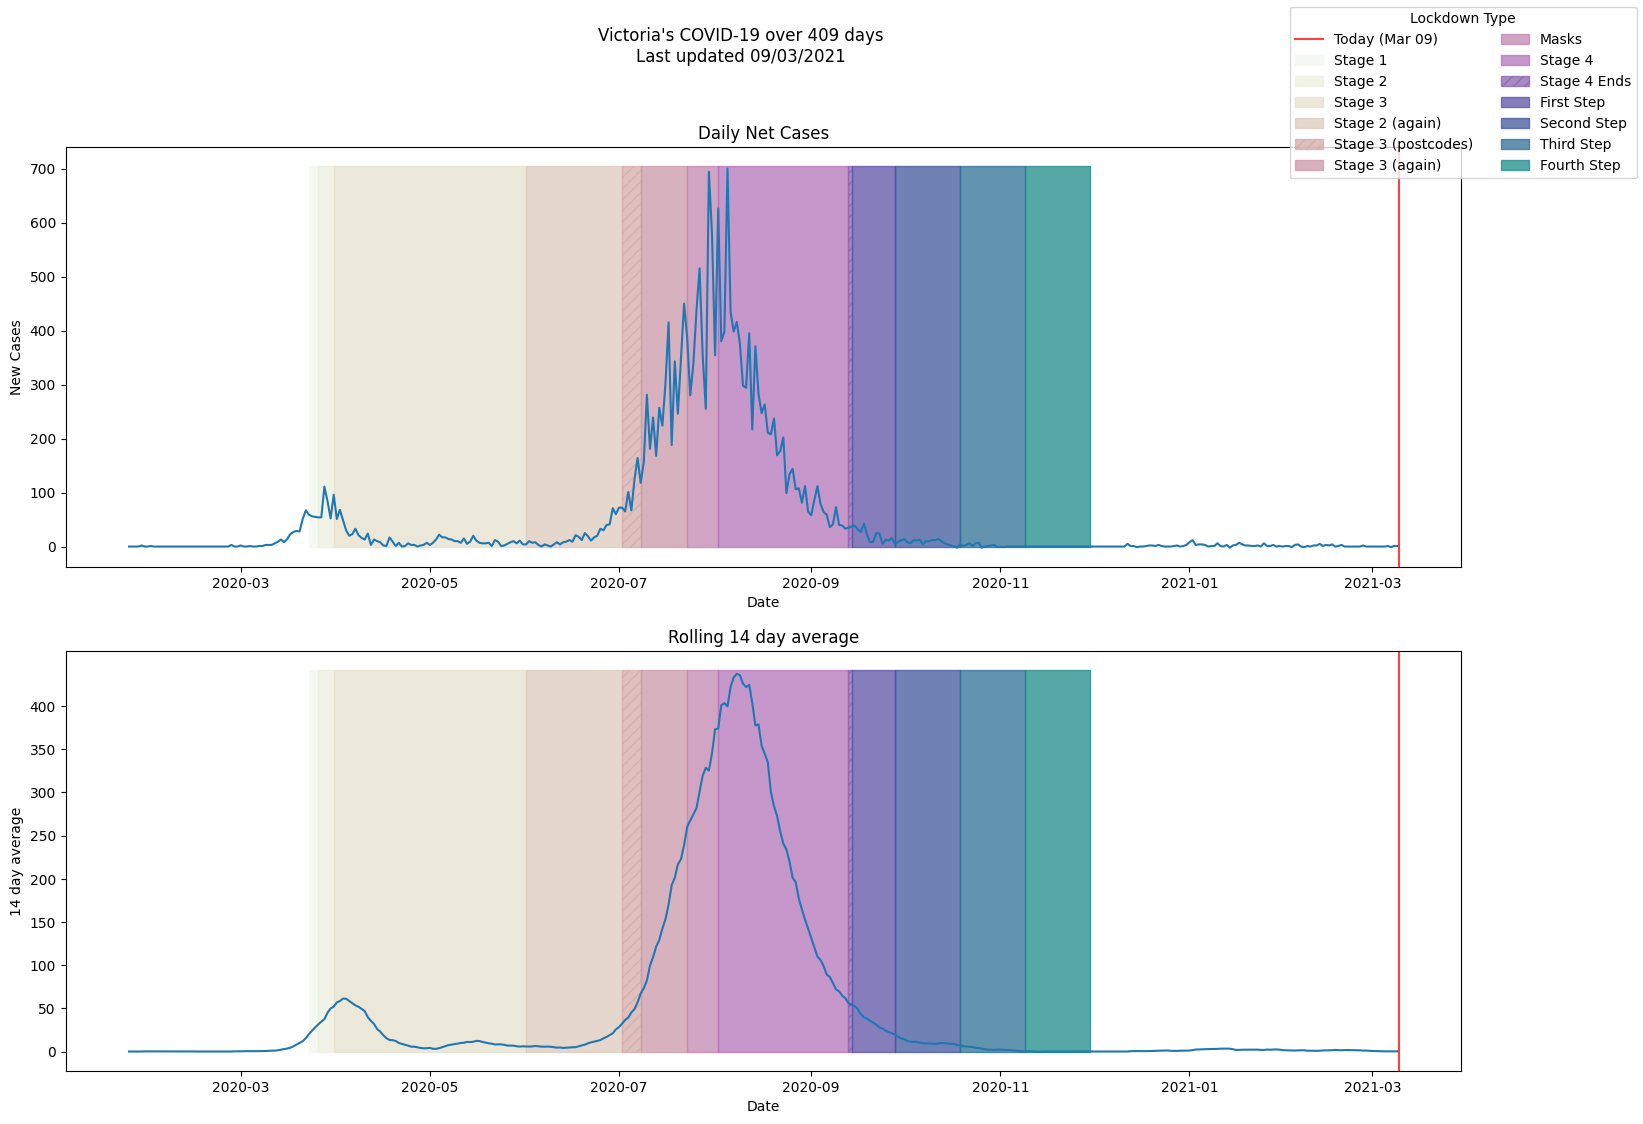 Victoria's COVID-19 over 409 days
Last updated 09/03/2021
Lockdown Type
Today (Mar 09)
Stage 1
Stage 2
Stage 3
Stage 2 (again)
Stage 3 (postcodes)
Stage 3 (again)
Masks
Stage 4
Stage 4 Ends
First Step
Second Step
Third Step
Fourth Step
Daily Net Cases
New Cases
700
600
500
400
300
200
100
0
2020-03 2020-05 2020-07 2020-09 2020-11 2021-01 2021-03
Date
Rolling 14 day average
14 day average
400
350
300
250
200
150
100
50
0
2020-03 2020-05 2020-07 2020-09 2020-11 2021-01 2021-03
Date